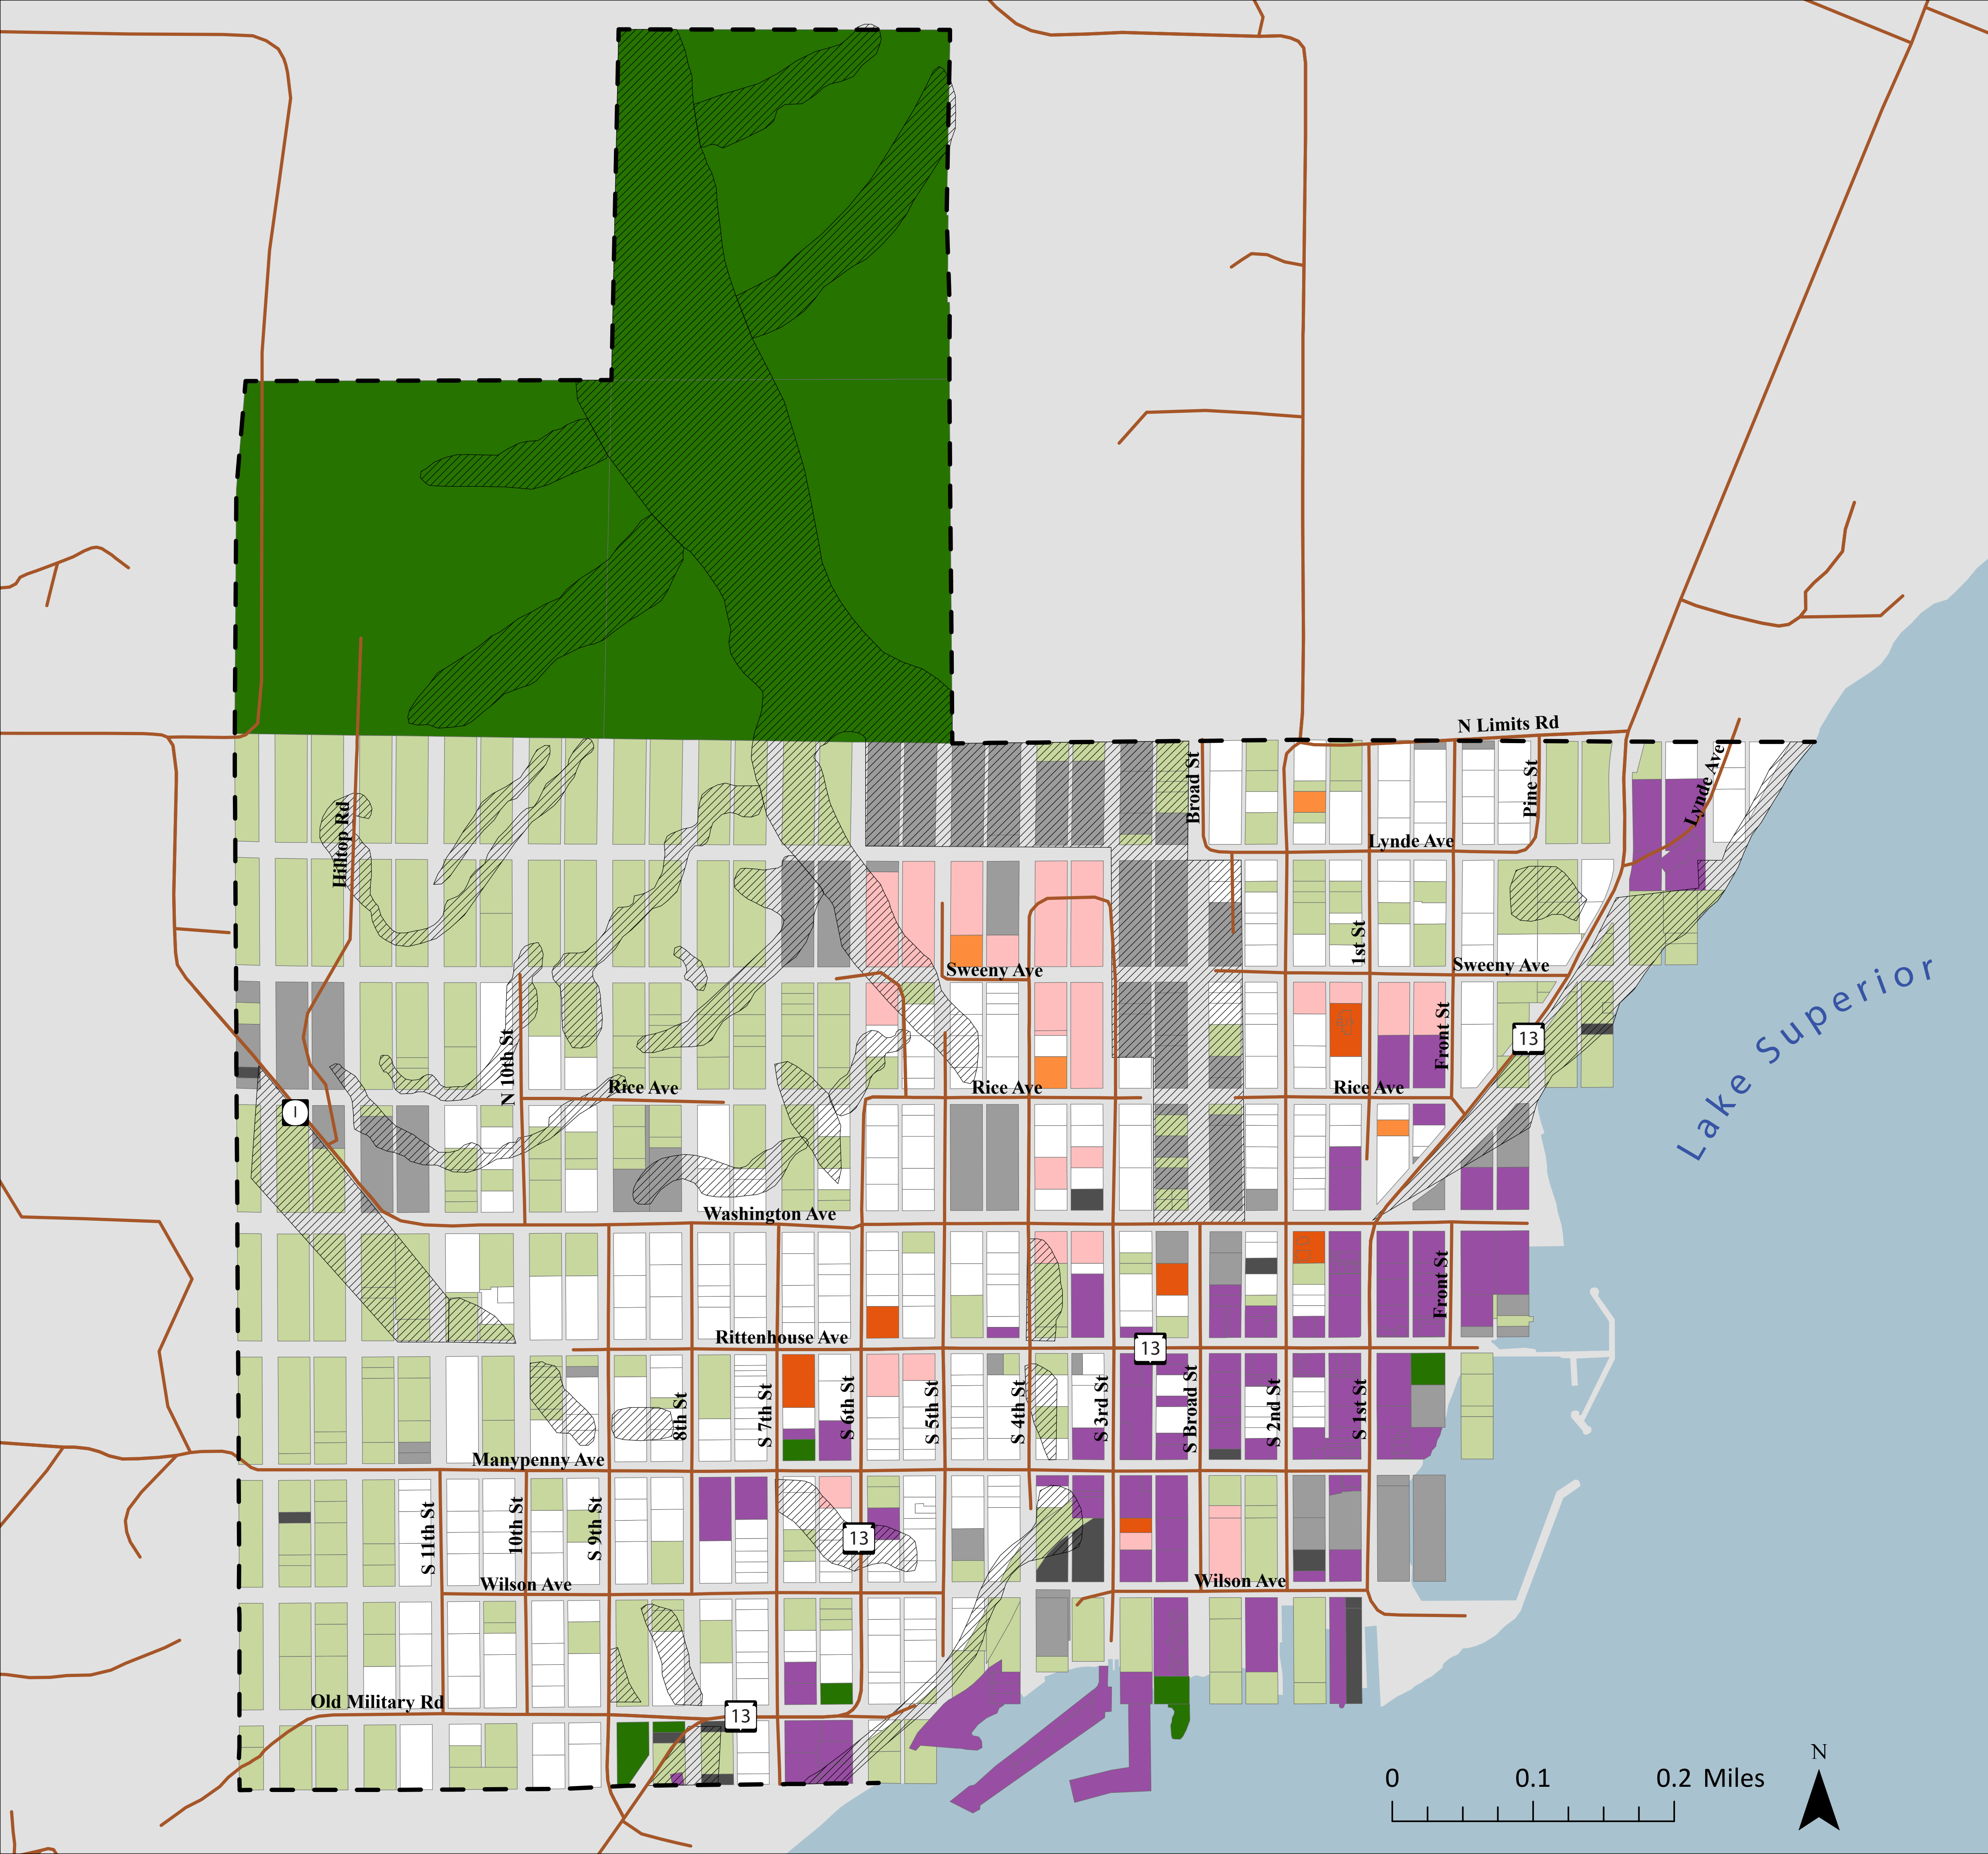 N Limits Rd
Broad St
Pine St
Lynde Ave
Hilltop Rd
Lynde Ave
1st St
Sweeny Ave
Sweeny Ave
Lake Superior
N 10th St
Front St
13
Rice Ave
Rice Ave
Rice Ave
I
Washington Ave
Front St
Rittenhouse Ave
13
8th St
S 7th St
S 6th St
S 5th St
S 4th St
S 3rd St
S Broad St
S 2nd St
S 1st St
Manypenny Ave
S 11th St
10th St
S 9th St
13
Wilson Ave
Wilson Ave
Old Military Rd
13
N
0 0.1 0.2 Miles